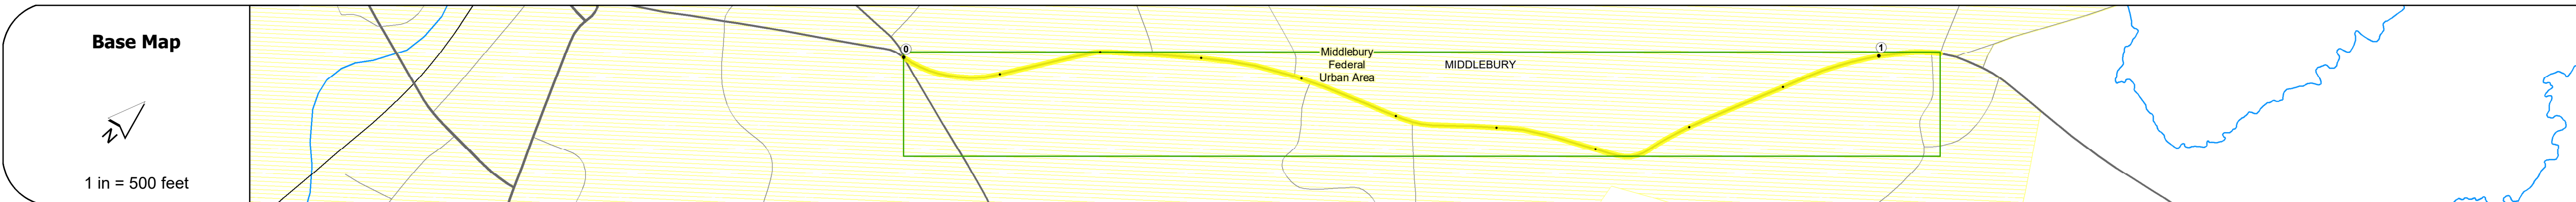 Base Map
N
1 in = 500 feet
0
Middlebury
Federal
Urban Area
MIDDLEBURY
1